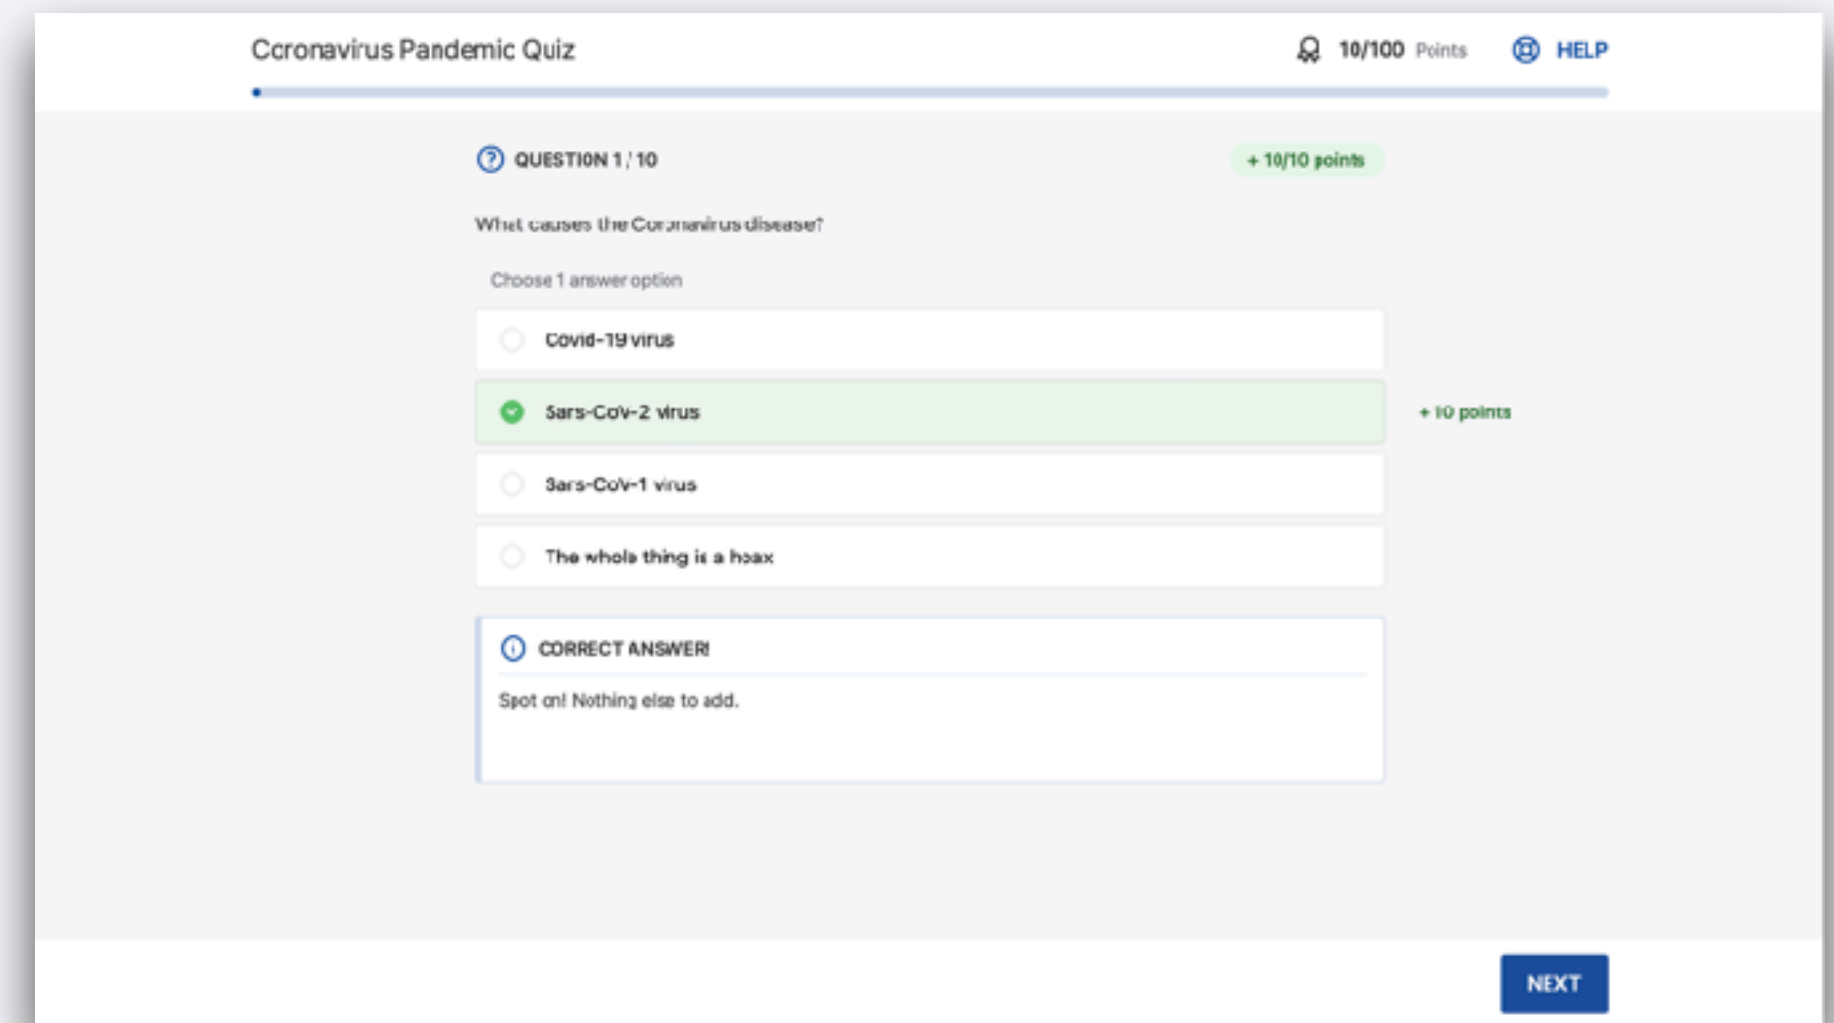 Coronavirus Pandemic Quiz
10/100 Points
HELP
QUESTION 1 / 10
+ 10/10 points
What causes the Coronavirus disease?
Choose 1 answer option
Covid-19 virus
Sars-CoV-2 virus
+ 10 points
Sars-CoV-1 virus
The whole thing is a hoax
CORRECT ANSWER!
Spot on! Nothing else to add.
NEXT